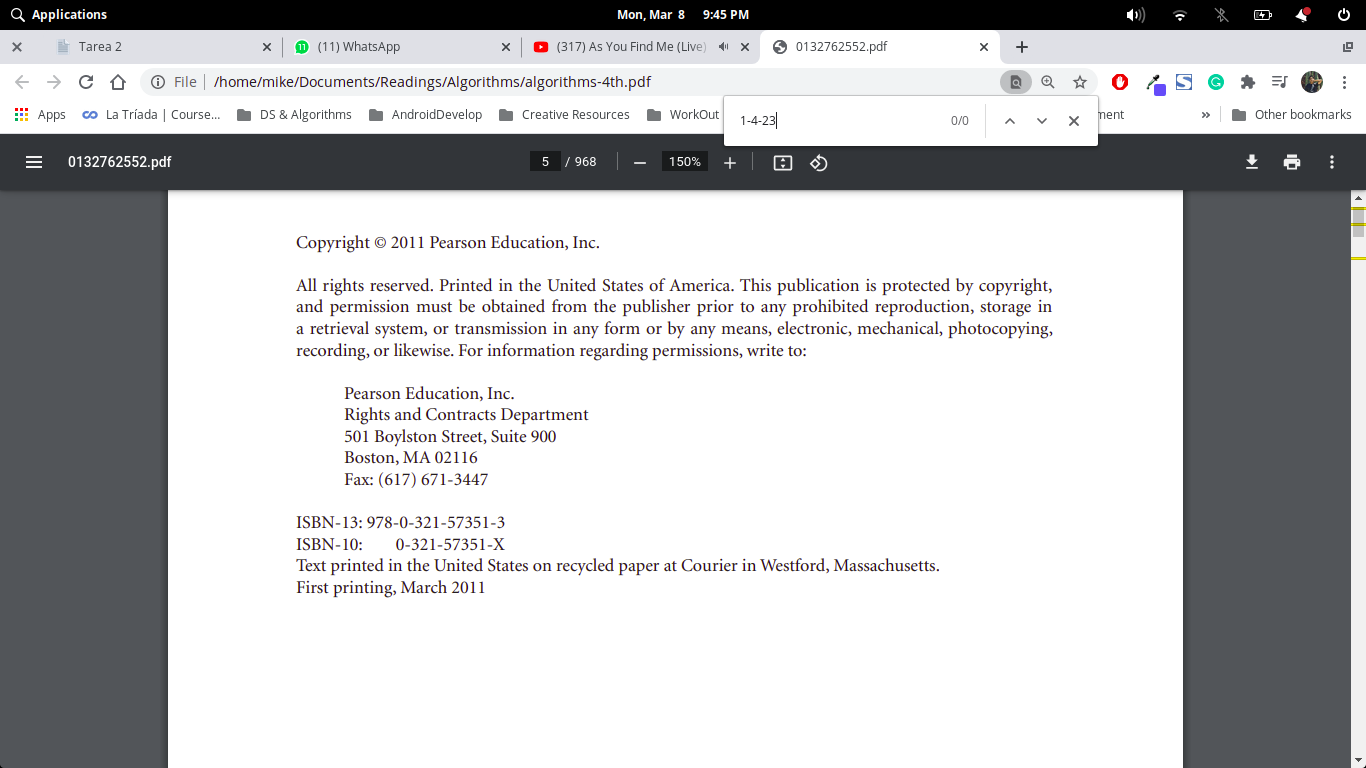 Applications
Mon, Mar 8 9:45 PM
Tarea 2
11 (11) WhatsApp
(317) As You Find Me (Live)
0132762552.pdf
File /home/mike/Documents/Readings/Algorithms/algorithms-4th.pdf
Apps
La Tríada | Course...
DS & Algorithms
AndroidDevelop
Creative Resources
WorkOut
ment
» Other bookmarks
1-4-23 0/0
0132762552.pdf
5 / 968
150%
Copyright © 2011 Pearson Education, Inc.
All rights reserved. Printed in the United States of America. This publication is protected by copyright,
and permission must be obtained from the publisher prior to any prohibited reproduction, storage in
a retrieval system, or transmission in any form or by any means, electronic, mechanical, photocopying,
recording, or likewise. For information regarding permissions, write to:
Pearson Education, Inc.
Rights and Contracts Department
501 Boylston Street, Suite 900
Boston, MA 02116
Fax: (617) 671-3447
ISBN-13: 978-0-321-57351-3
ISBN-10: 0-321-57351-X
Text printed in the United States on recycled paper at Courier in Westford, Massachusetts.
First printing, March 2011